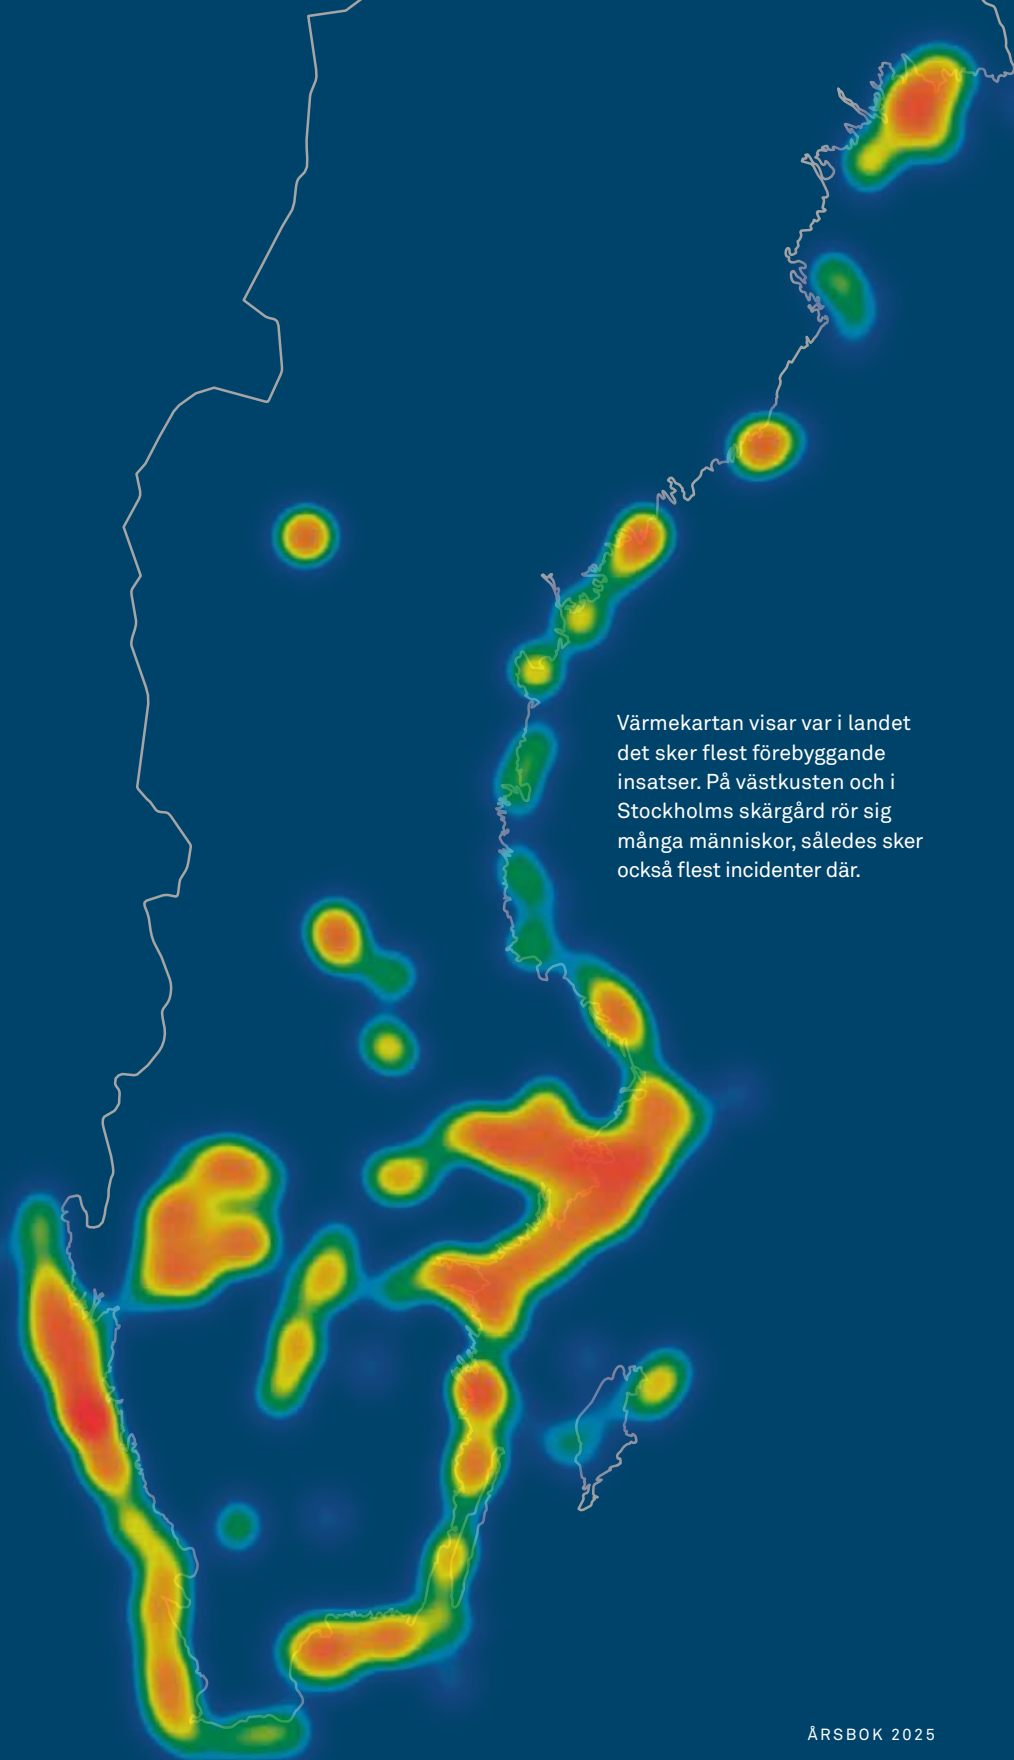 Värmekartan visar var i landet
det sker flest förebyggande
insatser. På västkusten och i
Stockholms skärgård rör sig
många människor, således sker
också flest incidenter där.
ÅRSBOK 2025